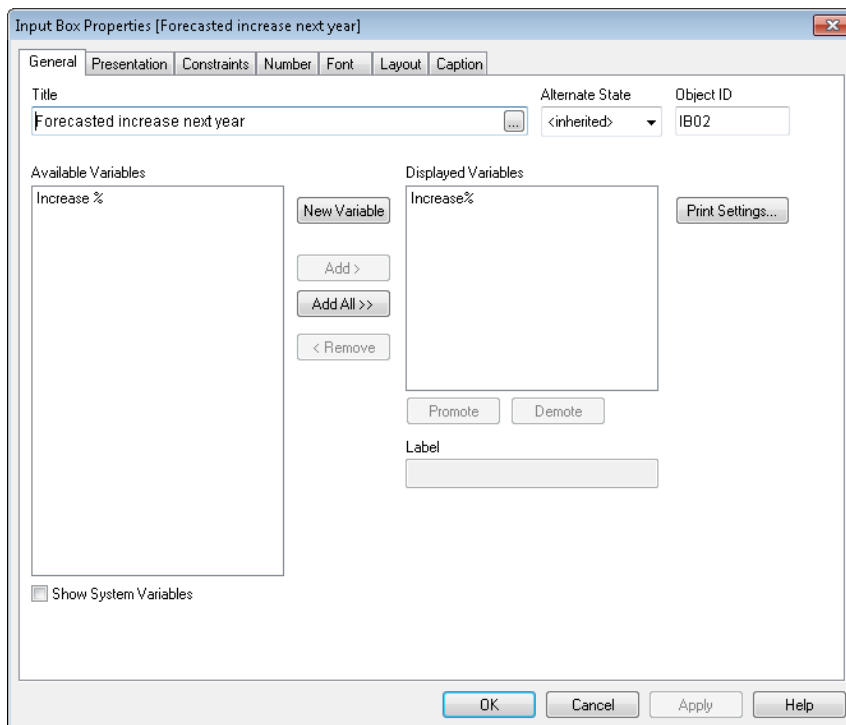 Input Box Properties [Forecasted increase next year]
General Presentation Constraints Number Font Layout Caption
Title Alternate State Object ID
Forecasted increase next year ... <inherited> IB02
Available Variables Displayed Variables
Increase % New Variable Increase% Print Settings...
Add >
Add All >>
< Remove
Promote Demote
Label
Show System Variables
OK Cancel Apply Help